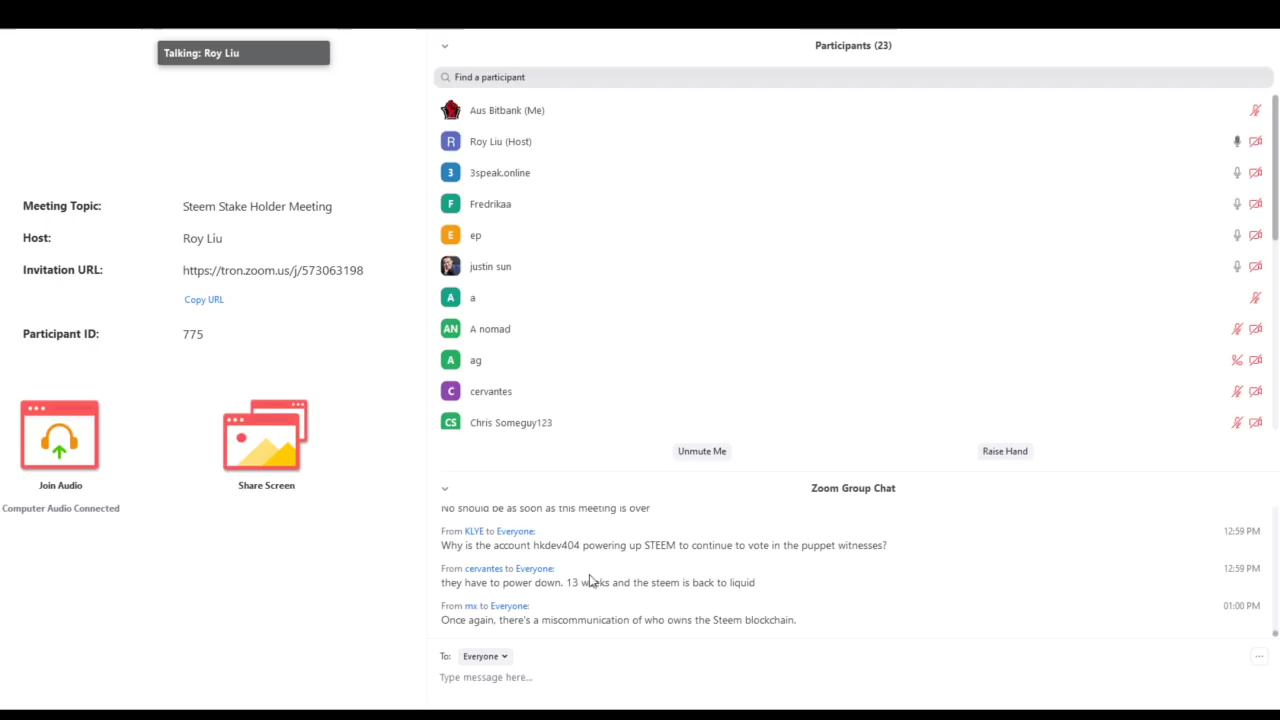 Talking: Roy Liu
Meeting Topic: Steem Stake Holder Meeting
Host: Roy Liu
Invitation URL: https://tron.zoom.us/j/573063198
Copy URL
Participant ID: 775
Join Audio
Computer Audio Connected
Share Screen
Participants (23)
Find a participant
Aus Bitbank (Me)
R Roy Liu (Host)
3 3speak.online
F Fredrikaa
E ep
justin sun
A a
AN A nomad
A ag
C cervantes
CS Chris Someguy123
Unmute Me
Raise Hand
Zoom Group Chat
No should be as soon as this meeting is over
From KLYE to Everyone: 12:59 PM
Why is the account hkdev404 powering up STEEM to continue to vote in the puppet witnesses?
From cervantes to Everyone: 12:59 PM
they have to power down. 13 weeks and the steem is back to liquid
From mx to Everyone: 01:00 PM
Once again, there's a miscommunication of who owns the Steem blockchain.
To: Everyone
Type message here...